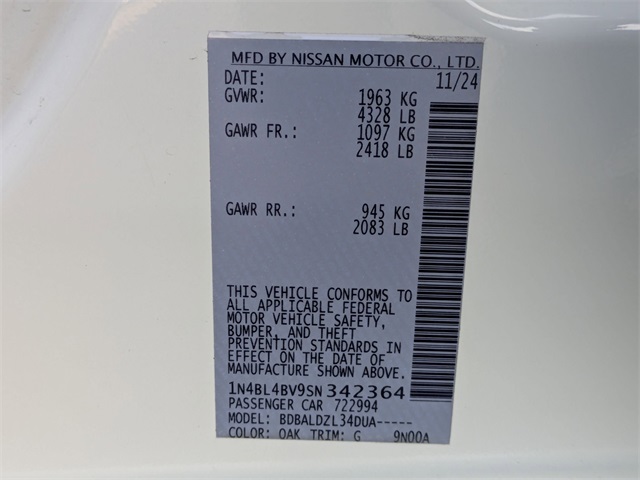 MFD BY NISSAN MOTOR CO., LTD.
DATE: 11/24
GVWR: 1963 KG
4328 LB
GAWR FR.: 1097 KG
2418 LB
GAWR RR.: 945 KG
2083 LB
THIS VEHICLE CONFORMS TO
ALL APPLICABLE FEDERAL
MOTOR VEHICLE SAFETY,
BUMPER, AND THEFT
PREVENTION STANDARDS IN
EFFECT ON THE DATE OF
MANUFACTURE SHOWN ABOVE.
1N4BL4BV9SN342364
PASSENGER CAR 722994
MODEL: BDBALDZL34DUA-----
COLOR: OAK TRIM: G 9N00A